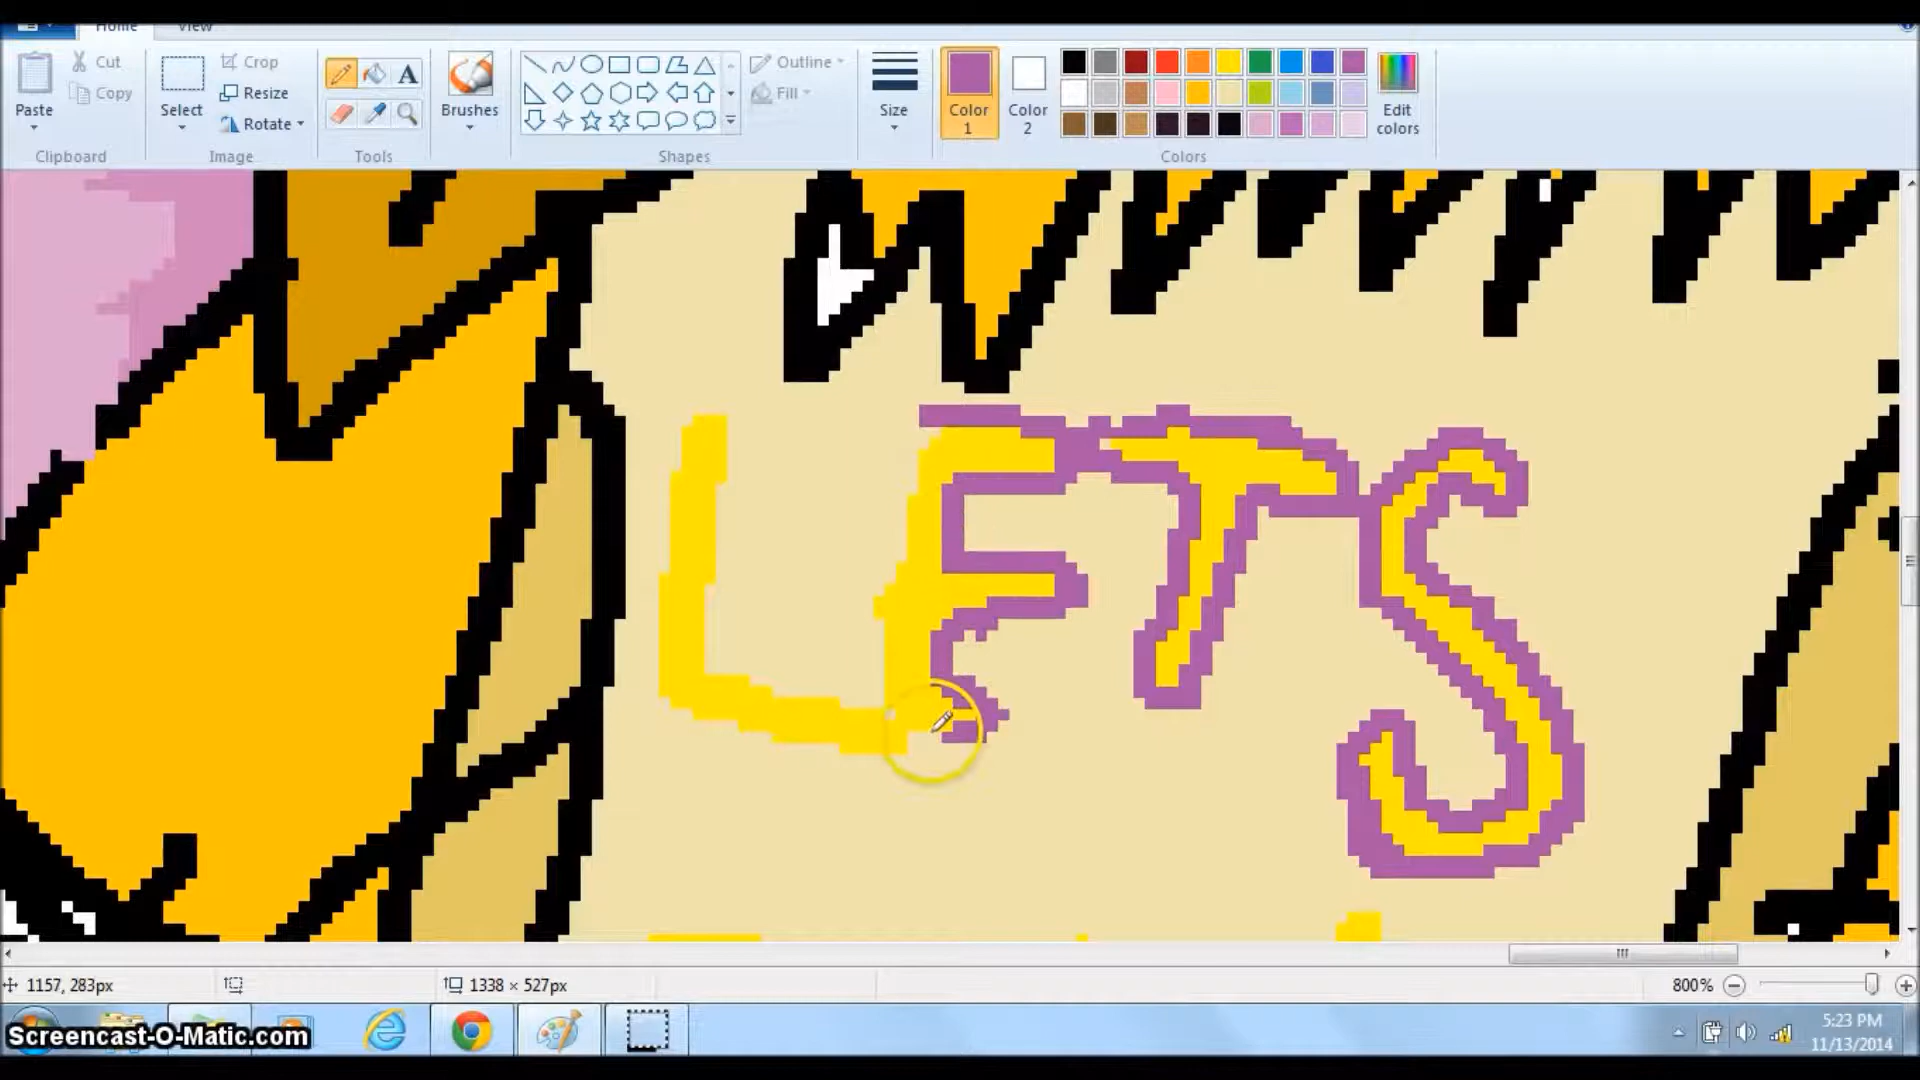 Home View
Paste
Cut
Copy
Clipboard
Select
Crop
Resize
Rotate
Image
A
Tools
Brushes
Outline
Fill
Shapes
Size
Color 1
Color 2
Edit colors
Colors
LETS
1157, 283px
1338 × 527px
800%
Screencast-O-Matic.com
5:23 PM
11/13/2014